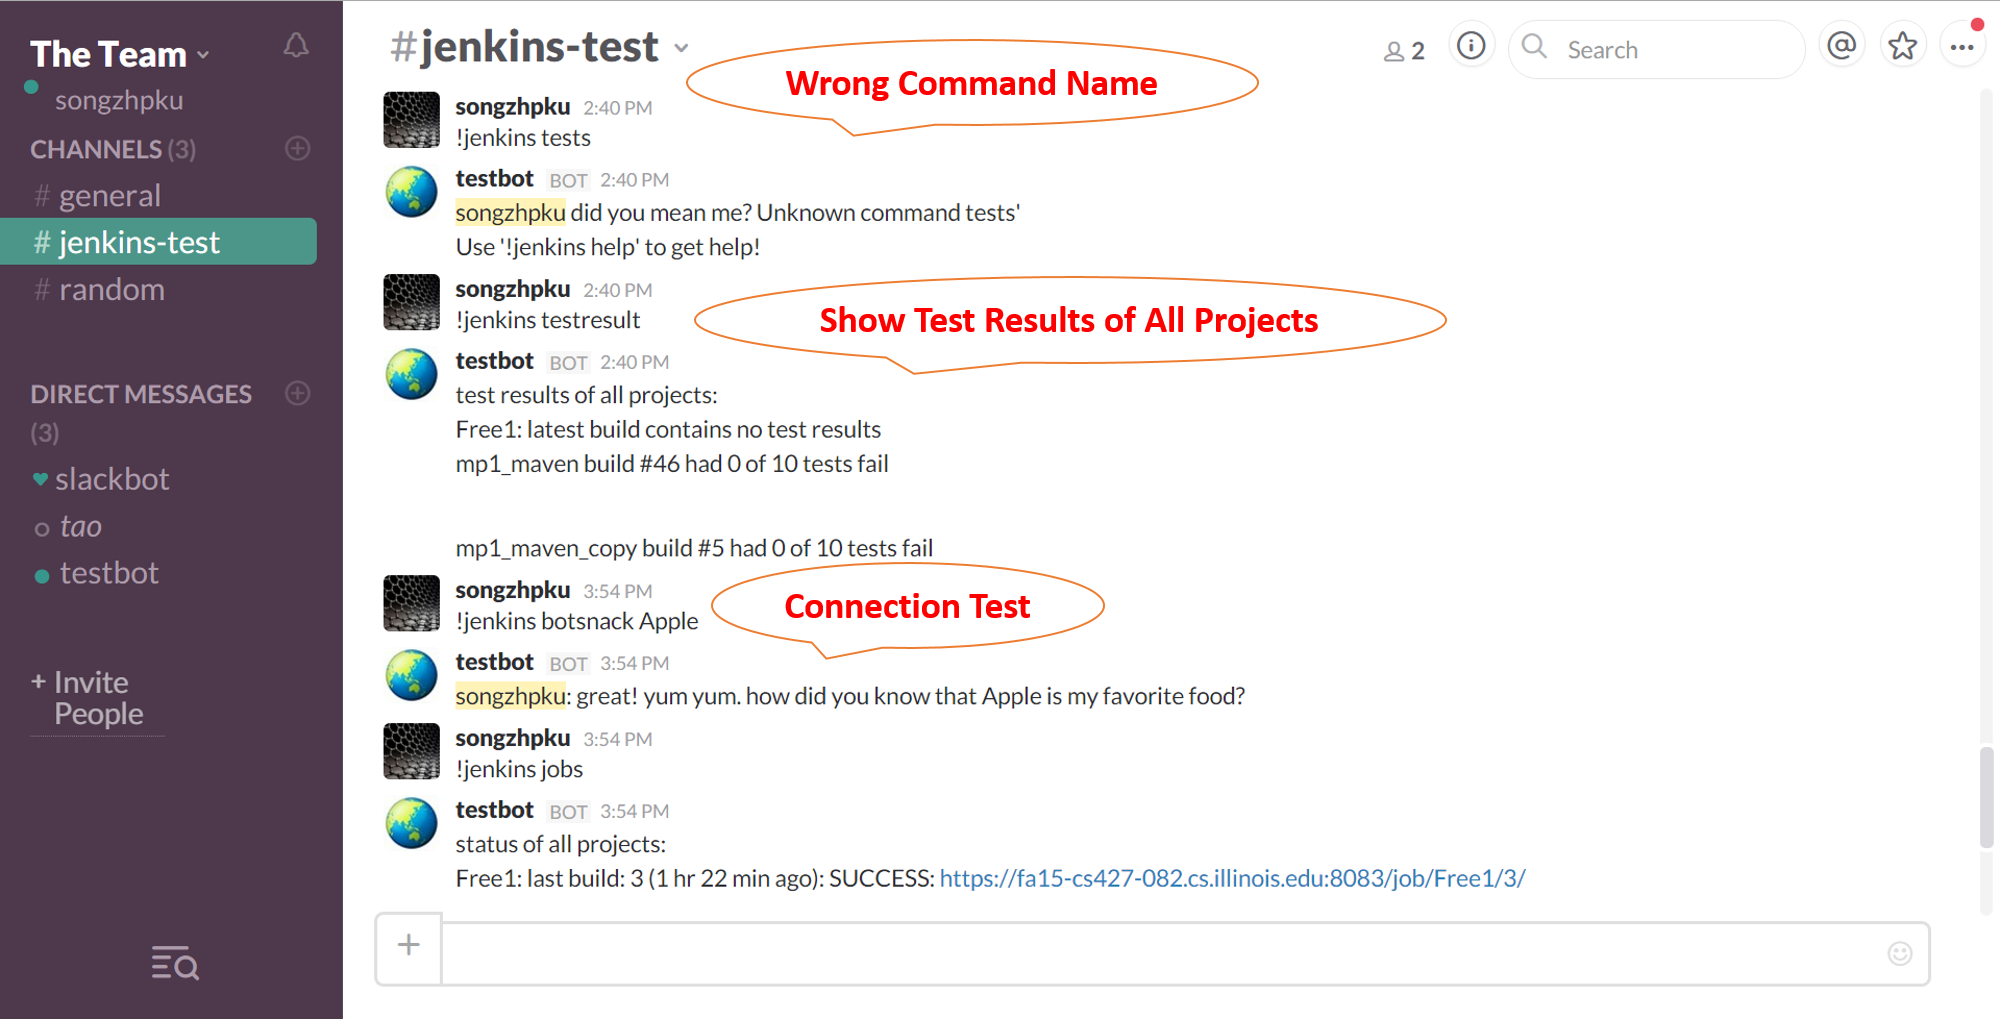 The Team
songzhpku
CHANNELS (3)
# general
# jenkins-test
# random
DIRECT MESSAGES
(3)
slackbot
tao
testbot
+ Invite
People
#jenkins-test
2
Search
Wrong Command Name
songzhpku 2:40 PM
!jenkins tests
testbot BOT 2:40 PM
songzhpku did you mean me? Unknown command tests'
Use '!jenkins help' to get help!
songzhpku 2:40 PM
!jenkins testresult
Show Test Results of All Projects
testbot BOT 2:40 PM
test results of all projects:
Free1: latest build contains no test results
mp1_maven build #46 had 0 of 10 tests fail
mp1_maven_copy build #5 had 0 of 10 tests fail
songzhpku 3:54 PM
!jenkins botsnack Apple
Connection Test
testbot BOT 3:54 PM
songzhpku: great! yum yum. how did you know that Apple is my favorite food?
songzhpku 3:54 PM
!jenkins jobs
testbot BOT 3:54 PM
status of all projects:
Free1: last build: 3 (1 hr 22 min ago): SUCCESS: https://fa15-cs427-082.cs.illinois.edu:8083/job/Free1/3/